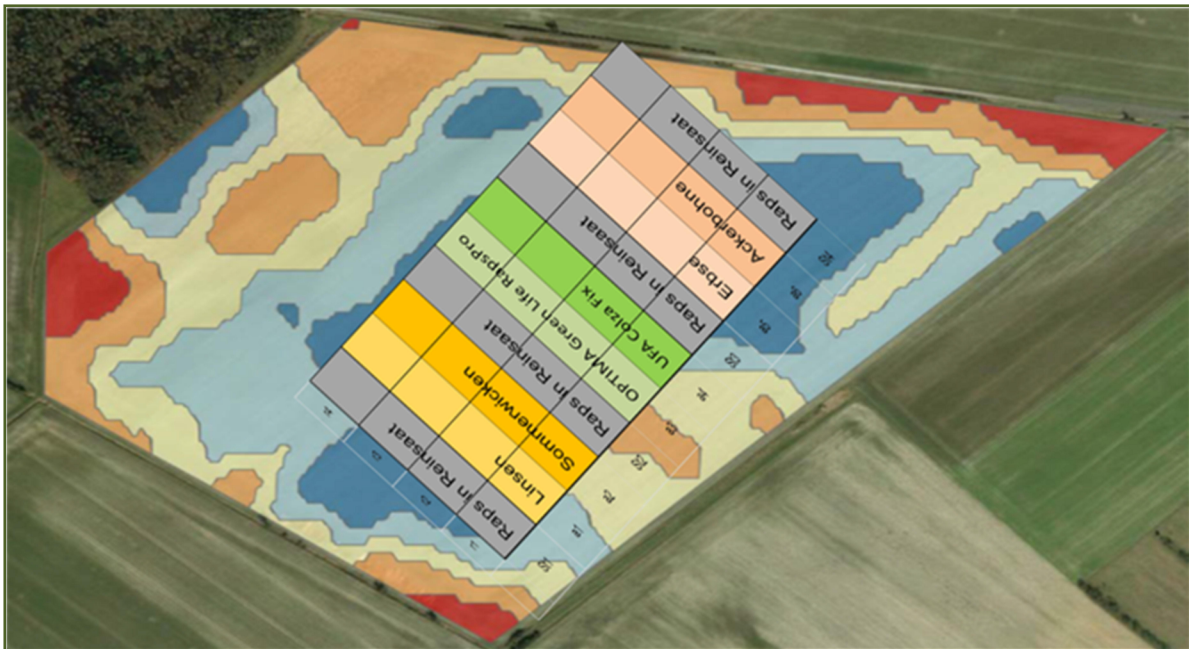 Raps in Reinsaat
Ackerbohne
Erbse
Raps in Reinsaat
UFA Colza Fix
OPTIMA Green Life RapsPro
Raps in Reinsaat
Sommerwicken
Linsen
Raps in Reinsaat